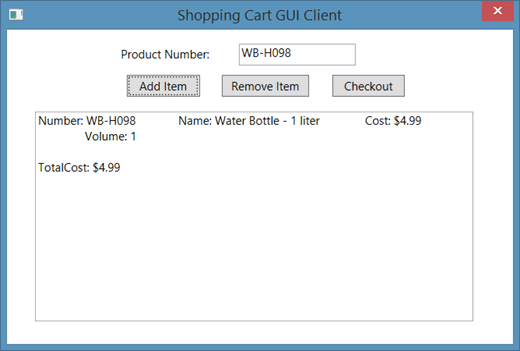 Shopping Cart GUI Client
Product Number: WB-H098
Add Item Remove Item Checkout
Number: WB-H098 Name: Water Bottle - 1 liter Cost: $4.99
Volume: 1
TotalCost: $4.99